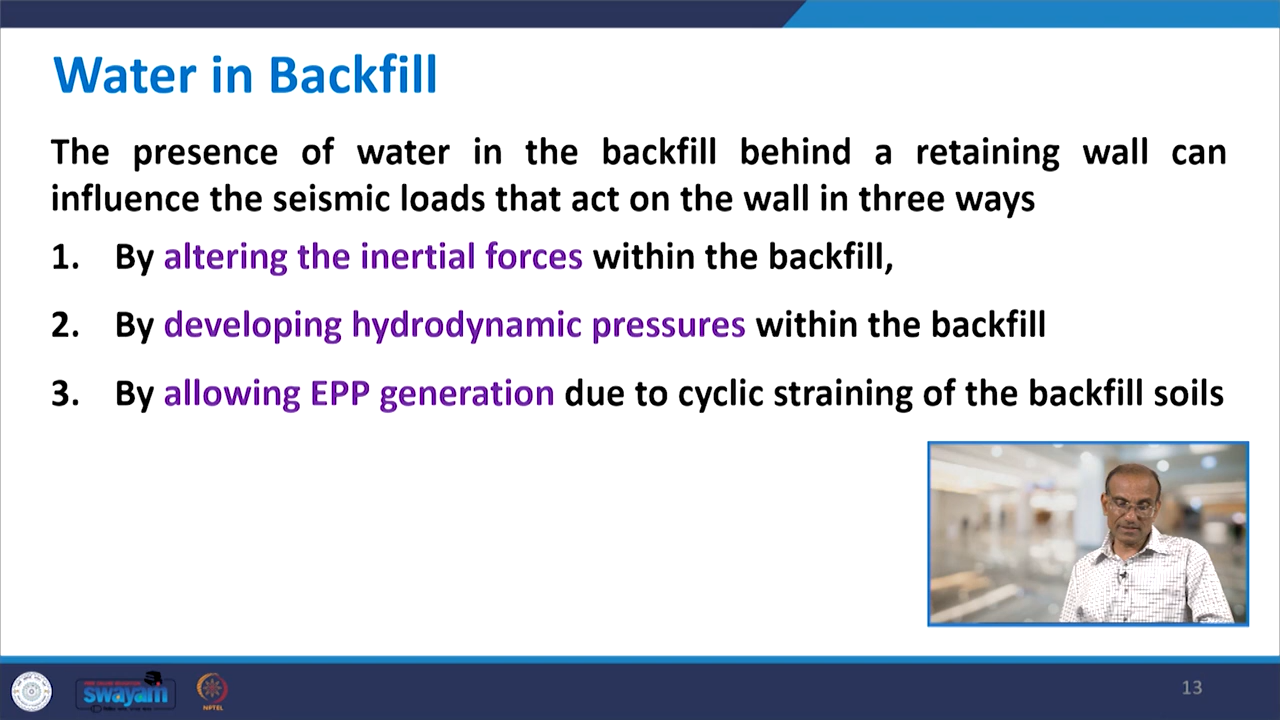 Water in Backfill
The presence of water in the backfill behind a retaining wall can
influence the seismic loads that act on the wall in three ways
1. By altering the inertial forces within the backfill,
2. By developing hydrodynamic pressures within the backfill
3. By allowing EPP generation due to cyclic straining of the backfill soils
swayam
NPTEL
13